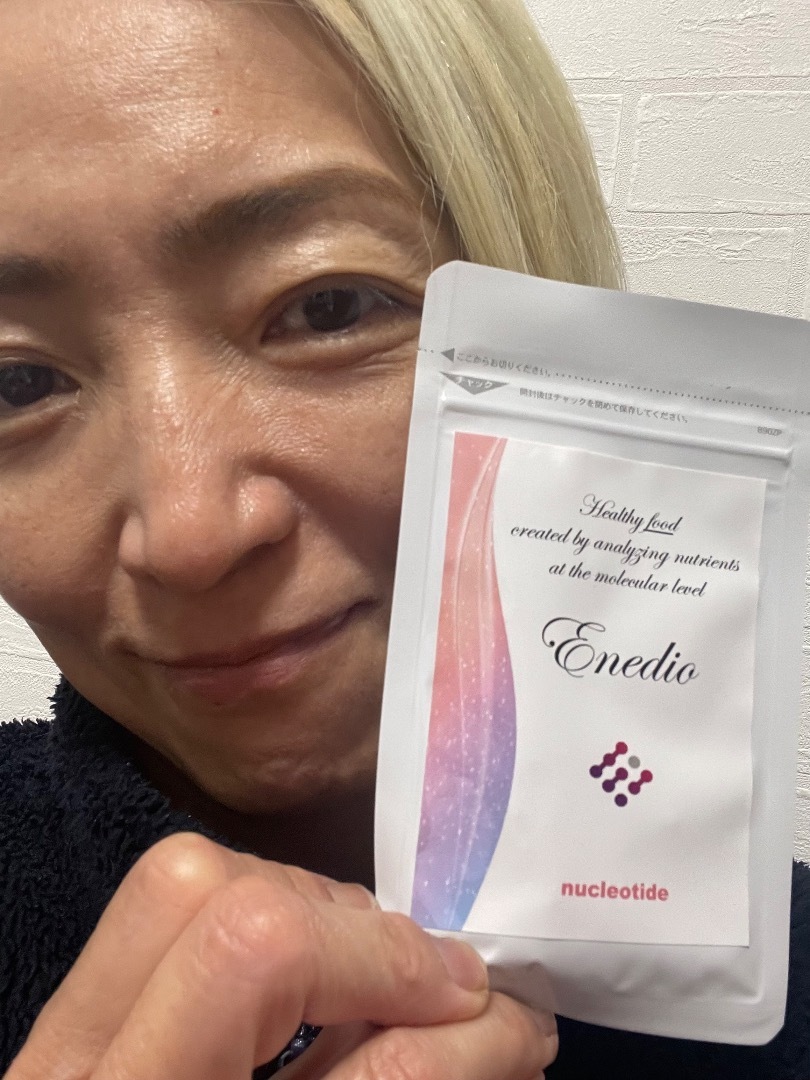 ここからお切りください。
チャック
開封後はチャックを閉めて保存してください。
Healthy food
created by analyzing nutrients
at the molecular level
Enedio
nucleotide